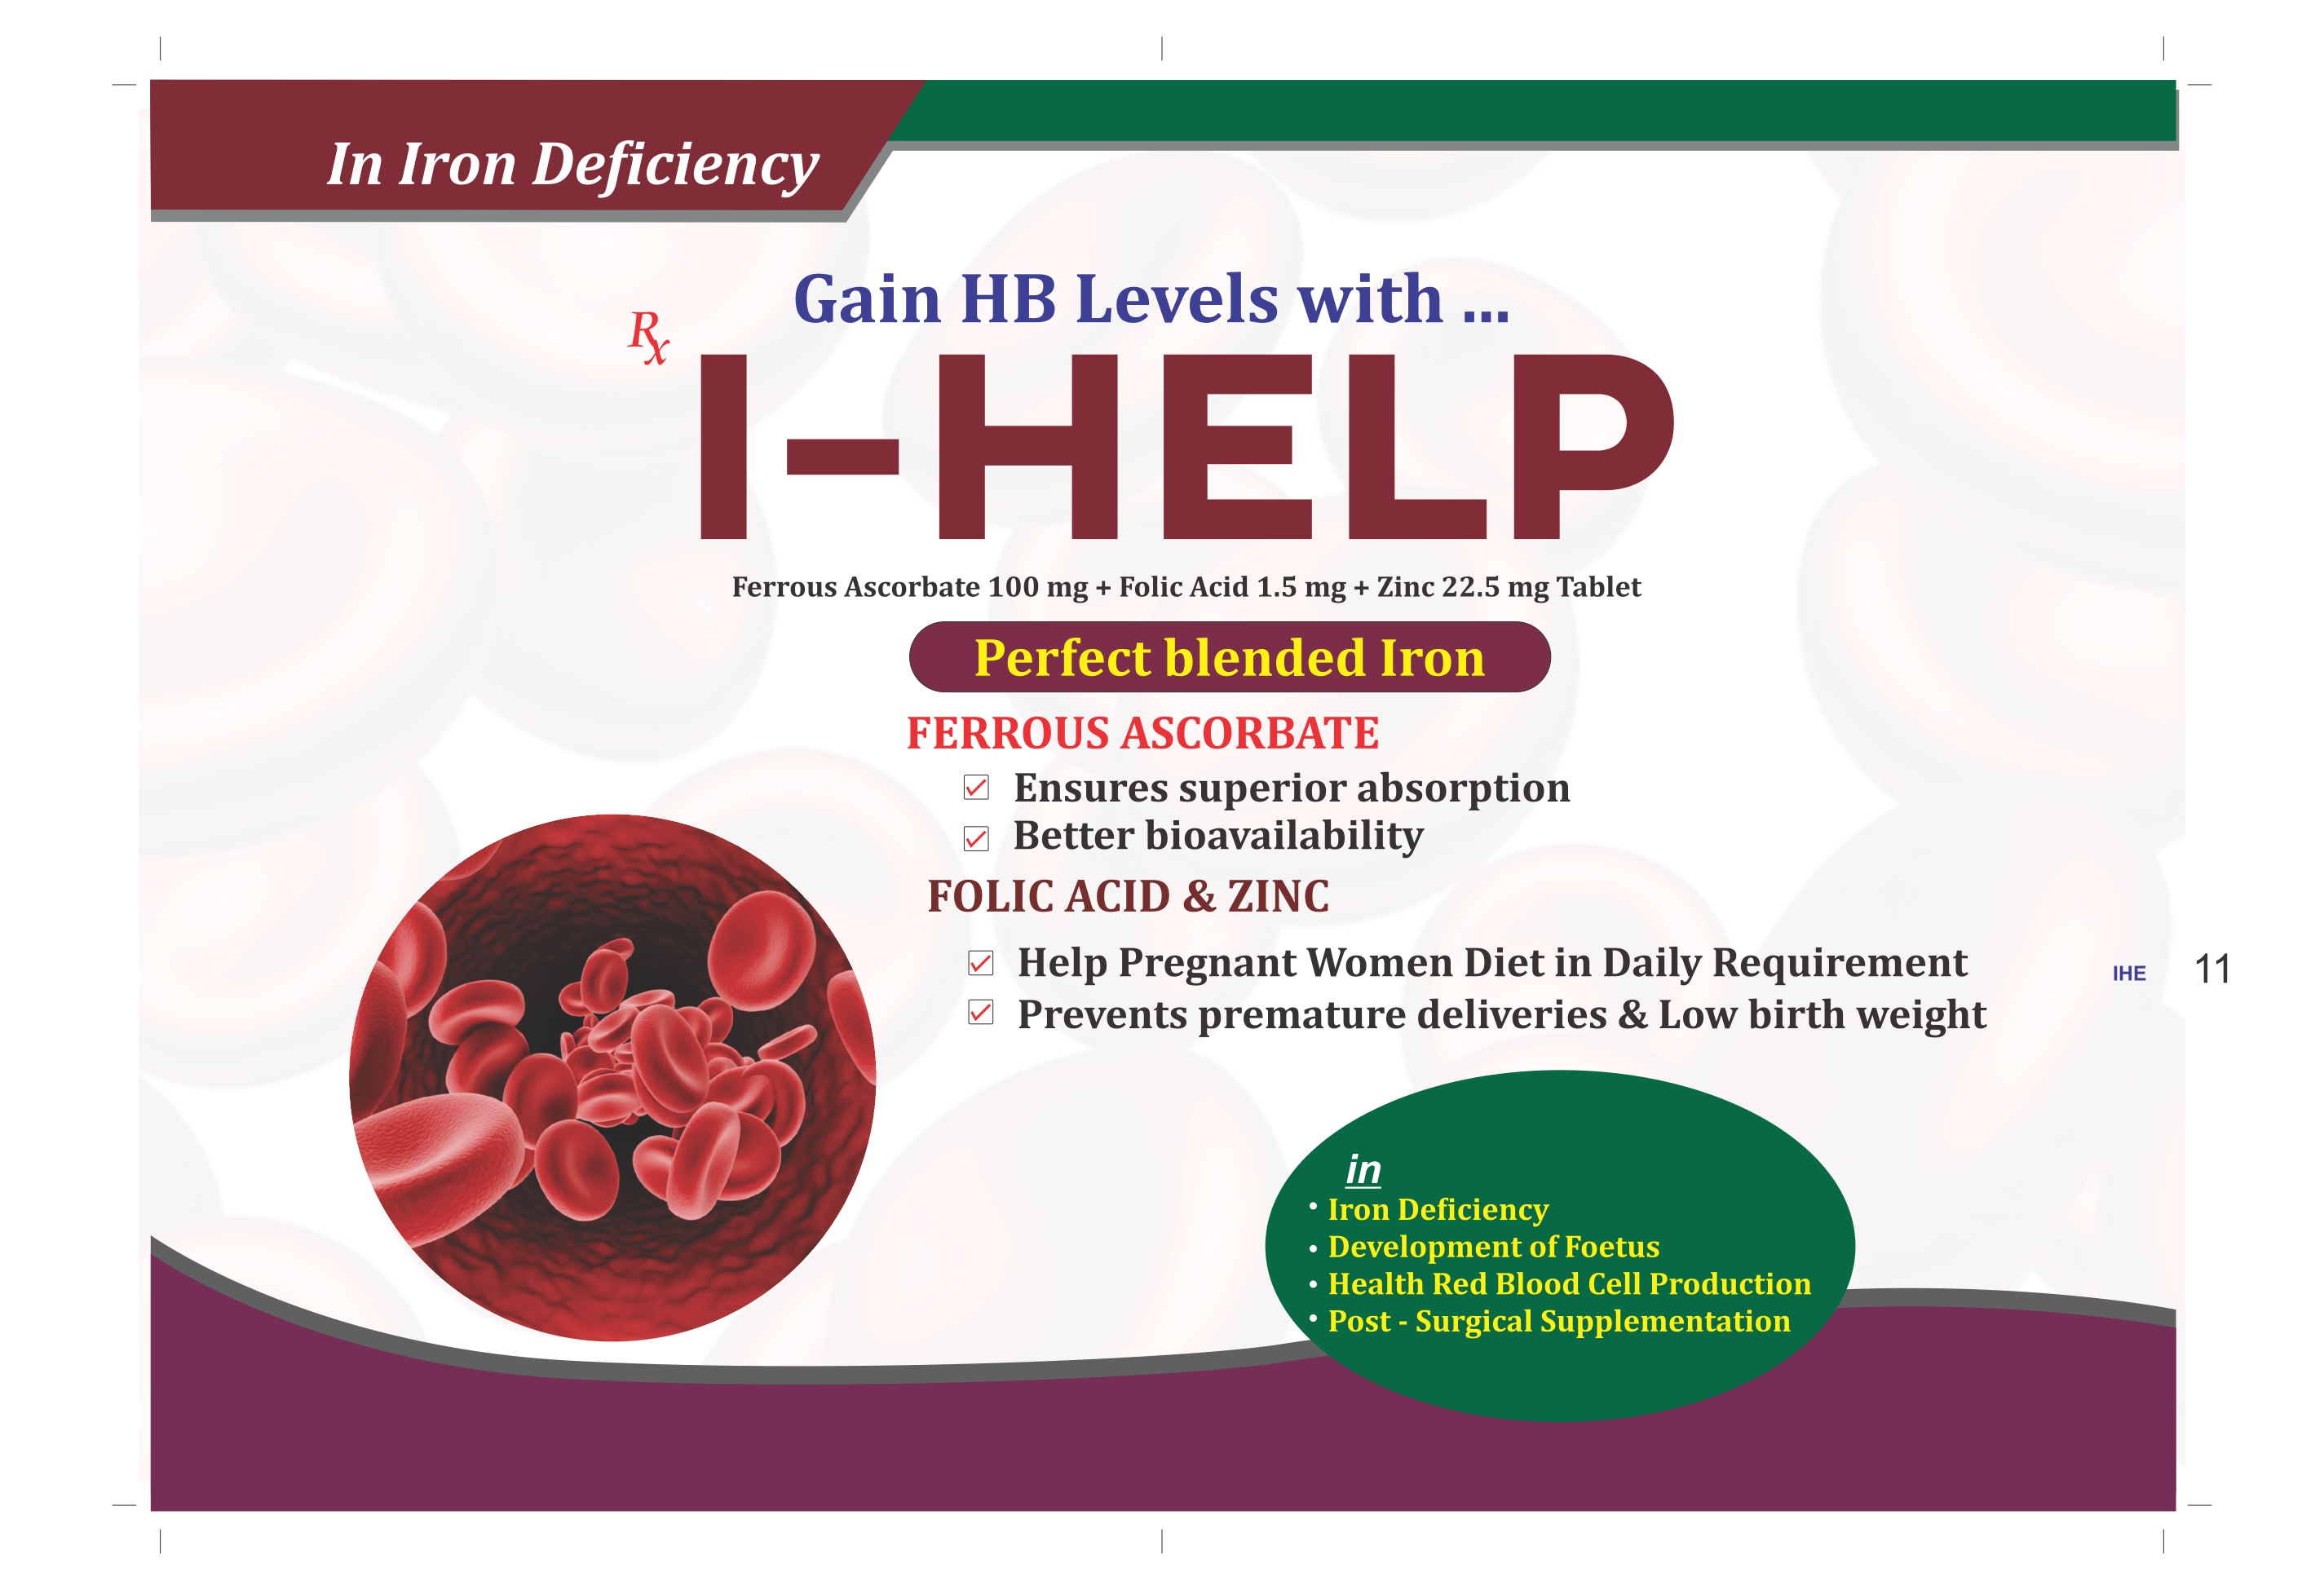 In Iron Deficiency
Gain HB Levels with ...
Rx
I-HELP
Ferrous Ascorbate 100 mg + Folic Acid 1.5 mg + Zinc 22.5 mg Tablet
Perfect blended Iron
FERROUS ASCORBATE
Ensures superior absorption
Better bioavailability
FOLIC ACID & ZINC
Help Pregnant Women Diet in Daily Requirement
Prevents premature deliveries & Low birth weight
IHE 11
in
• Iron Deficiency
• Development of Foetus
• Health Red Blood Cell Production
• Post - Surgical Supplementation